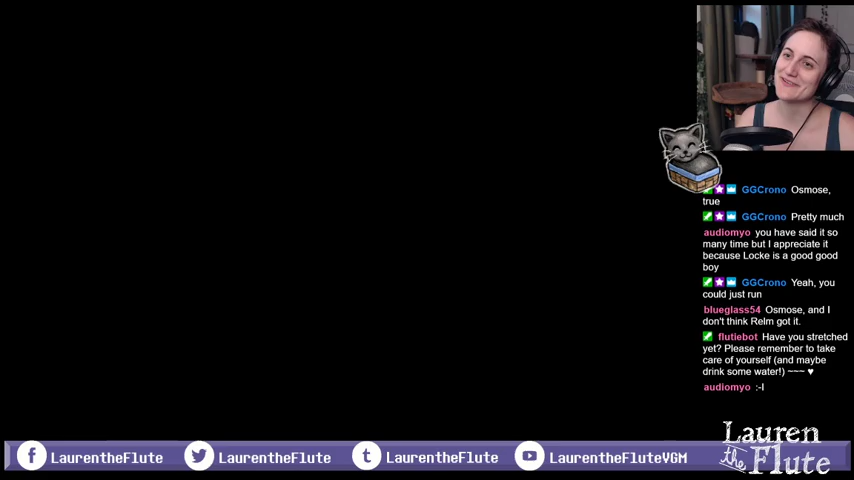 GGCrono Osmose,
true
GGCrono Pretty much
audiomyo you have said it so
many time but I appreciate it
because Locke is a good good
boy
GGCrono Yeah, you
could just run
blueglass54 Osmose, and I
don't think Relm got it.
flutiebot Have you stretched
yet? Please remember to take
care of yourself (and maybe
drink some water!) ~~~ ♥
audiomyo :-I
f LaurentheFlute
LaurentheFlute
t LaurentheFlute
LaurentheFluteVGM
Lauren
the Flute